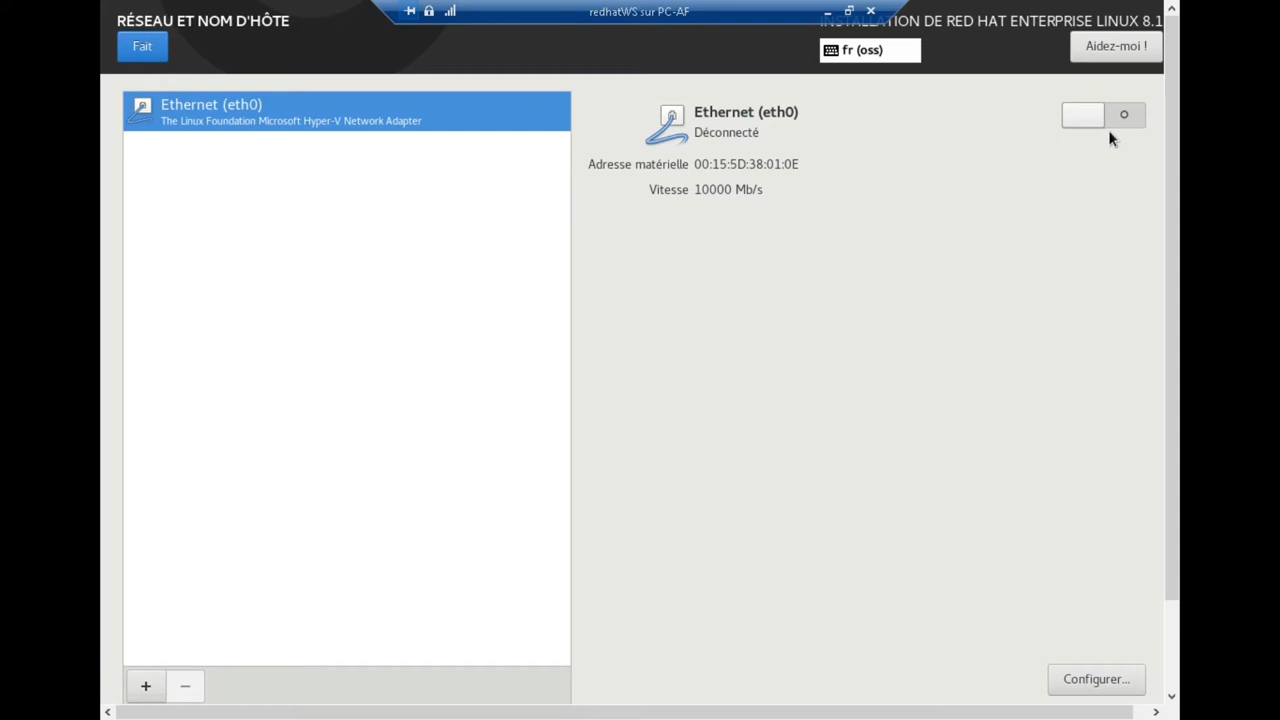 redhatWS sur PC-AF
RÉSEAU ET NOM D'HÔTE
INSTALLATION DE RED HAT ENTERPRISE LINUX 8.1
Fait
fr (oss)
Aidez-moi !
Ethernet (eth0)
The Linux Foundation Microsoft Hyper-V Network Adapter
Ethernet (eth0)
Déconnecté
Adresse matérielle 00:15:5D:38:01:0E
Vitesse 10000 Mb/s
Configurer...